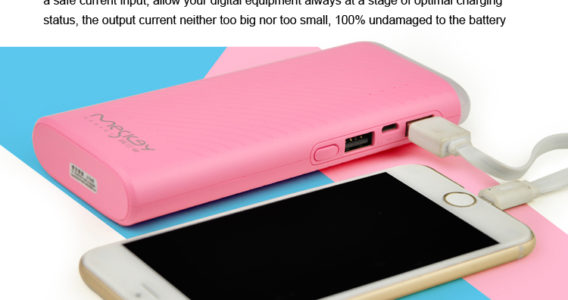 a safe current input, allow your digital equipment always at a stage of optimal charging
status, the output current neither too big nor too small, 100% undamaged to the battery